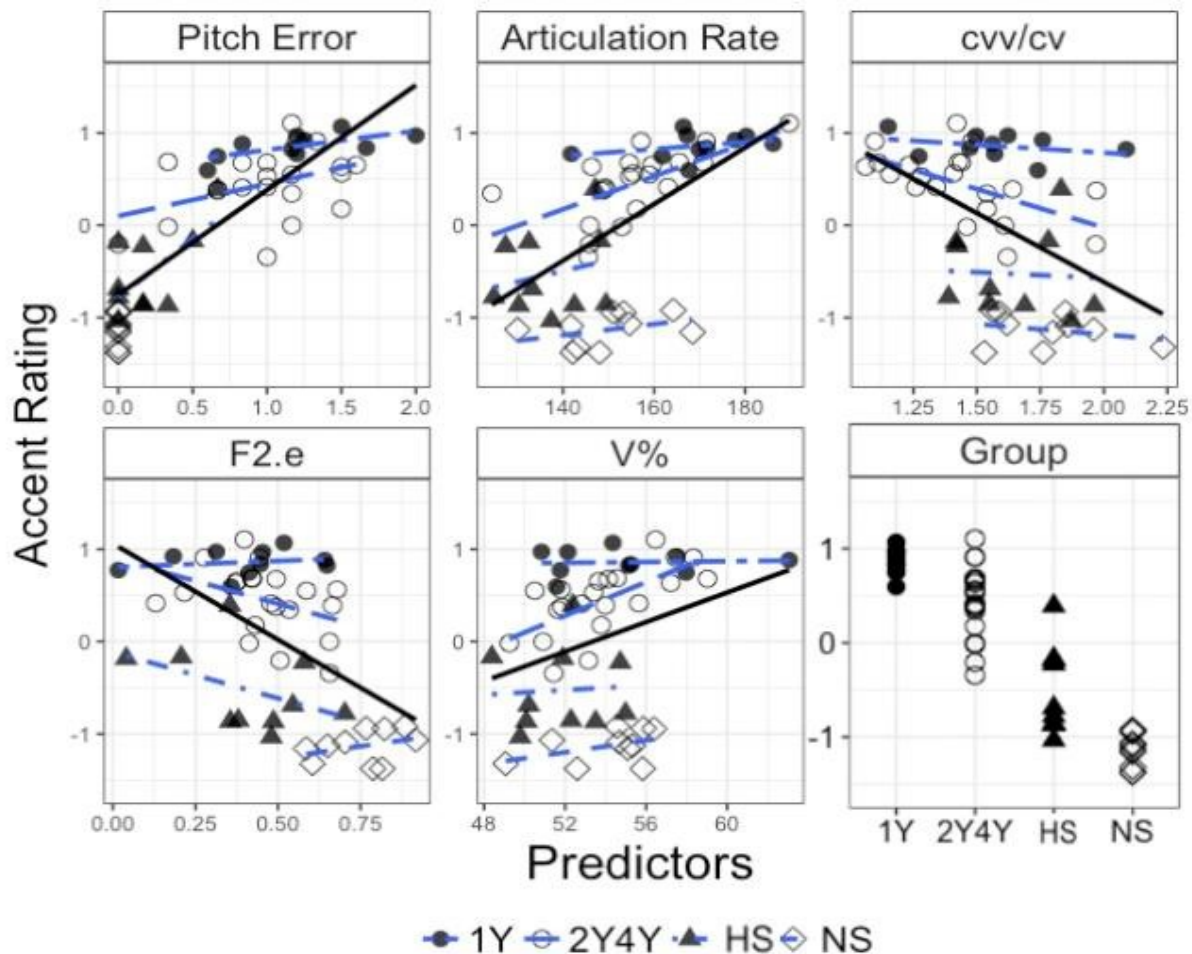 Pitch Error Articulation Rate cvv/cv
1
0
-1
0.0 0.5 1.0 1.5 2.0 140 160 180 1.25 1.50 1.75 2.00 2.25
Accent Rating
F2.e V% Group
1 1
0 0
-1 -1
0.00 0.25 0.50 0.75 48 52 56 60 1Y 2Y4Y HS NS
Predictors
1Y 2Y4Y HS NS